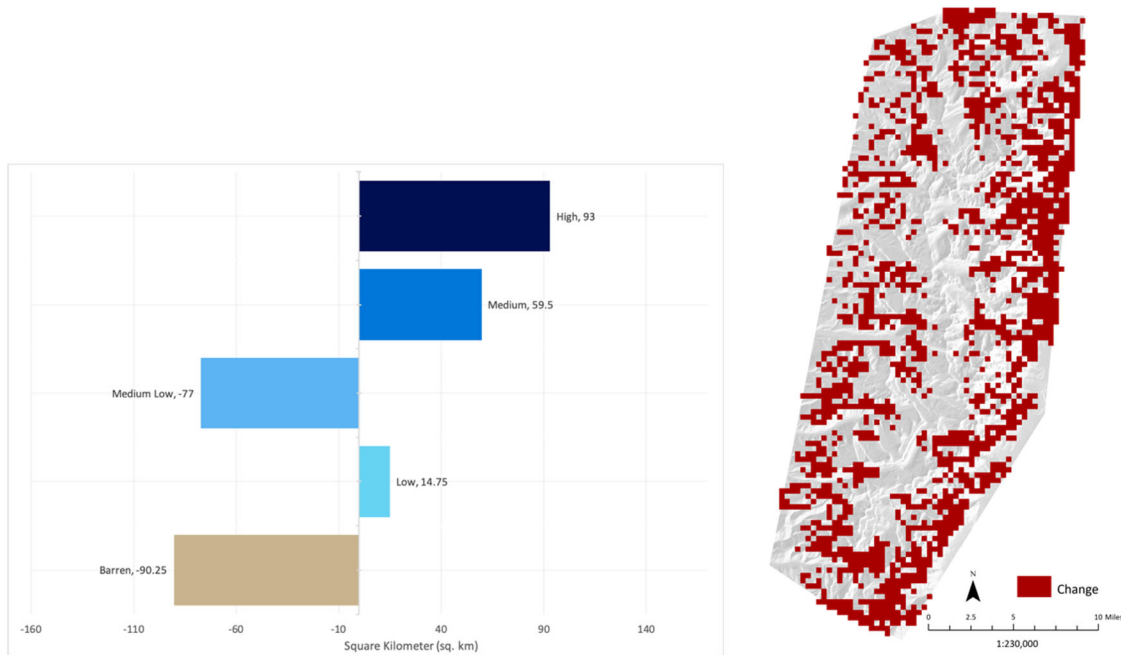 High, 93
Medium, 59.5
Medium Low, -77
Low, 14.75
Barren, -90.25
-160 -110 -60 -10 40 90 140
Square Kilometer (sq. km)
N
Change
0 2.5 5 10 Miles
1:230,000